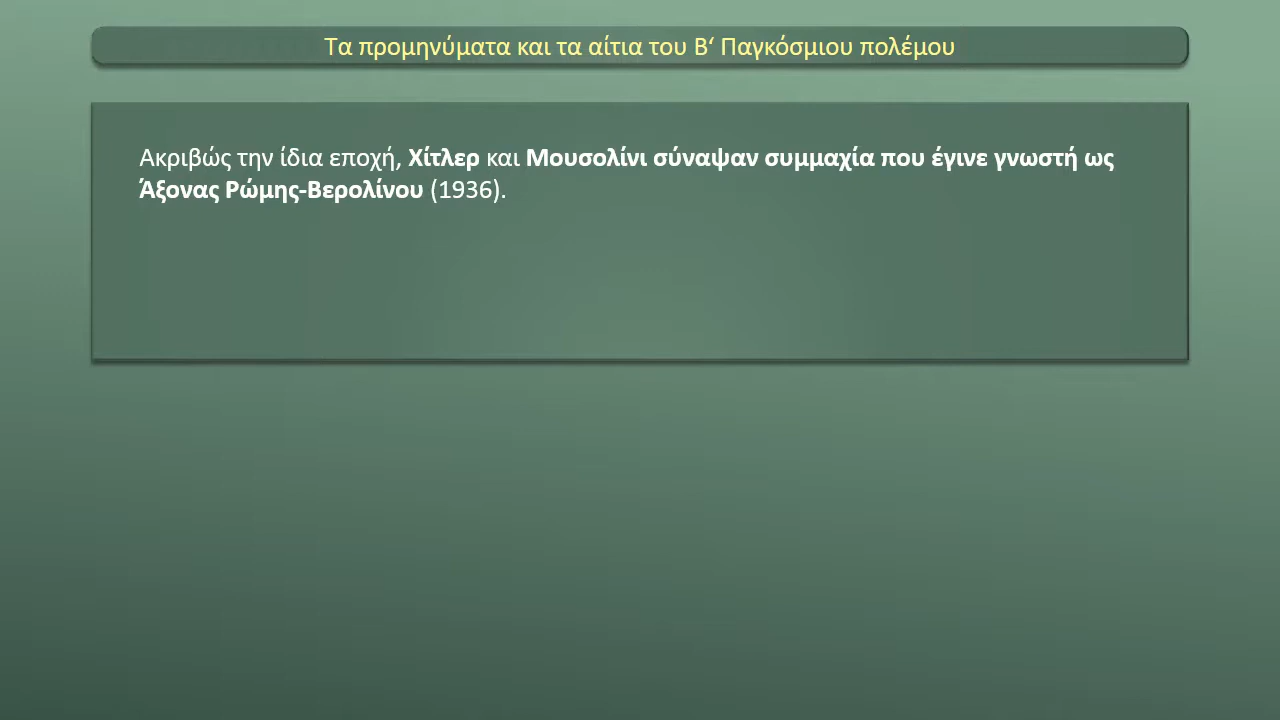 Τα προμηνύματα και τα αίτια του Β‘ Παγκόσμιου πολέμου
Ακριβώς την ίδια εποχή, Χίτλερ και Μουσολίνι σύναψαν συμμαχία που έγινε γνωστή ως
Άξονας Ρώμης-Βερολίνου (1936).